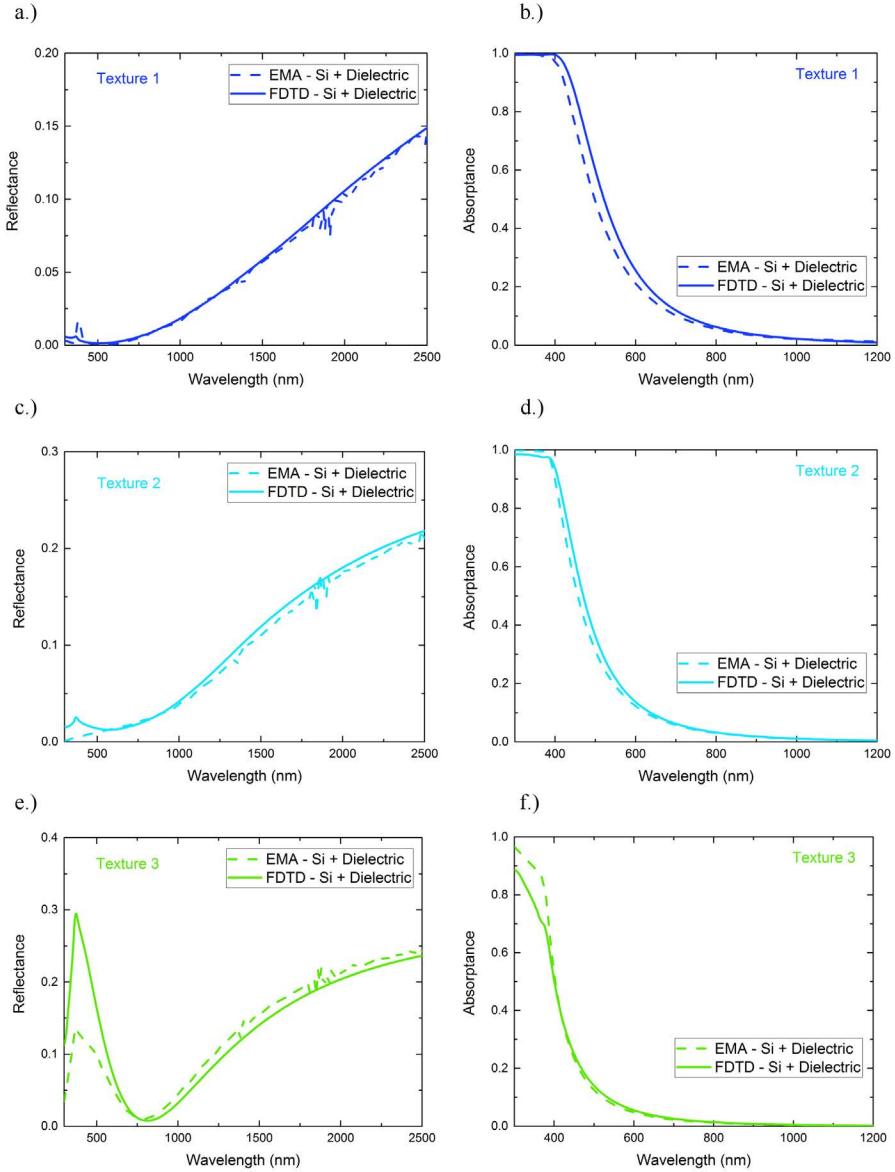 a.)
0.20
0.15
0.10
0.05
0.00
Reflectance
Texture 1
EMA - Si + Dielectric
FDTD - Si + Dielectric
500 1000 1500 2000 2500
Wavelength (nm)
b.)
1.0
0.8
0.6
0.4
0.2
0.0
Absorptance
Texture 1
EMA - Si + Dielectric
FDTD - Si + Dielectric
400 600 800 1000 1200
Wavelength (nm)
c.)
0.3
0.2
0.1
0.0
Reflectance
Texture 2
EMA - Si + Dielectric
FDTD - Si + Dielectric
500 1000 1500 2000 2500
Wavelength (nm)
d.)
1.0
0.8
0.6
0.4
0.2
0.0
Absorptance
Texture 2
EMA - Si + Dielectric
FDTD - Si + Dielectric
400 600 800 1000 1200
Wavelength (nm)
e.)
0.4
0.3
0.2
0.1
0.0
Reflectance
Texture 3
EMA - Si + Dielectric
FDTD - Si + Dielectric
500 1000 1500 2000 2500
Wavelength (nm)
f.)
1.0
0.8
0.6
0.4
0.2
0.0
Absorptance
Texture 3
EMA - Si + Dielectric
FDTD - Si + Dielectric
400 600 800 1000 1200
Wavelength (nm)